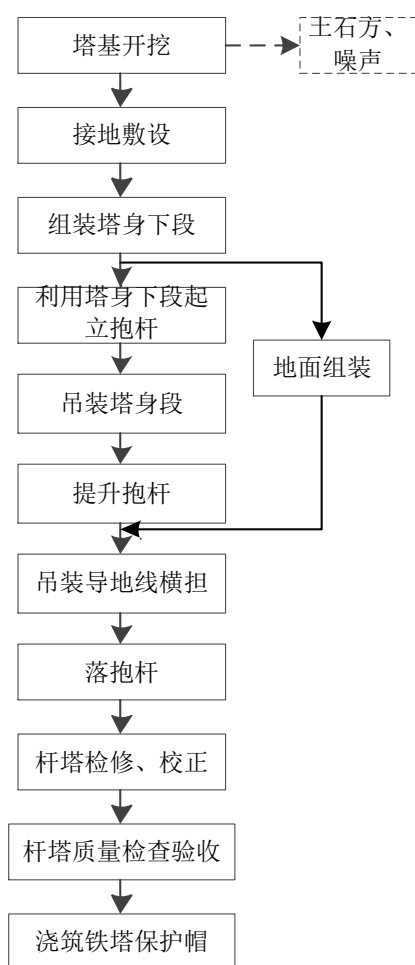 塔基开挖
土石方、
噪声
接地敷设
组装塔身下段
利用塔身下段起
立抱杆
地面组装
吊装塔身段
提升抱杆
吊装导地线横担
落抱杆
杆塔检修、校正
杆塔质量检查验收
浇筑铁塔保护帽